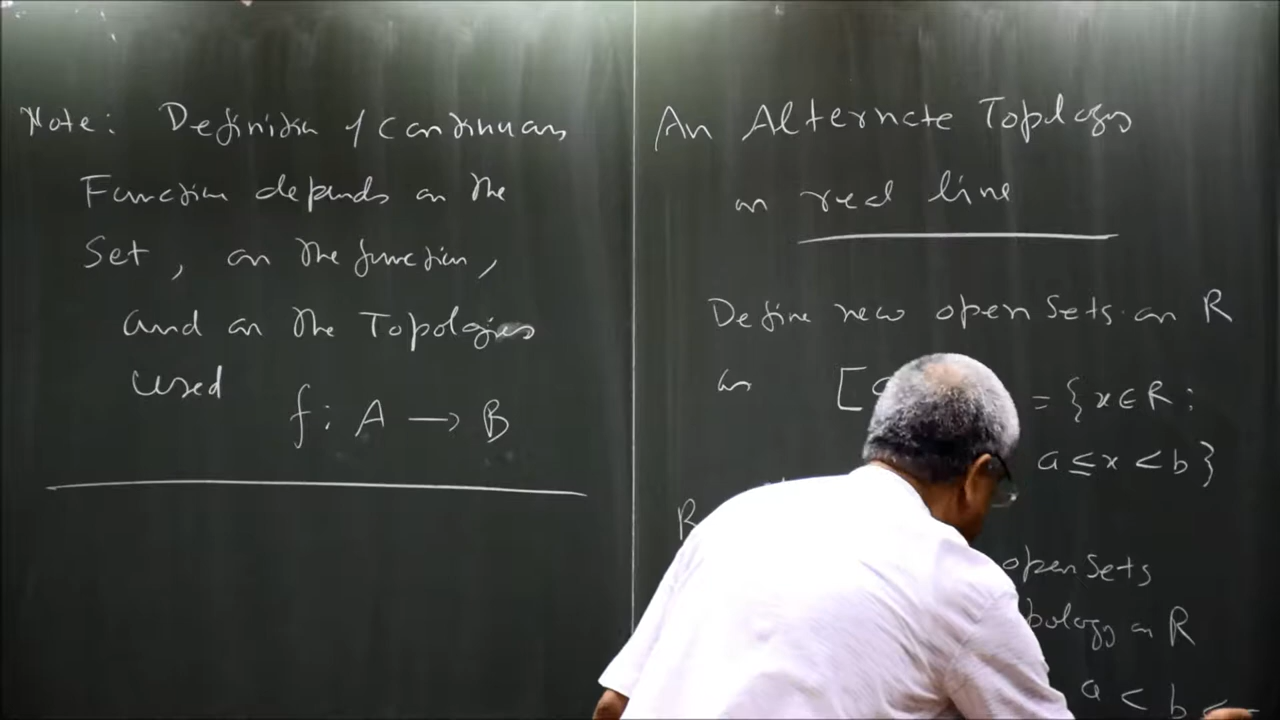 Note: Definition of Continuous
Function depends on the
Set, on the function,
and on the Topologies
used f: A → B
An Alternate Topology
on real line
Define new open sets on R
as [ = {x∈R:
a≤x<b}
R
open sets
on R
a < b <